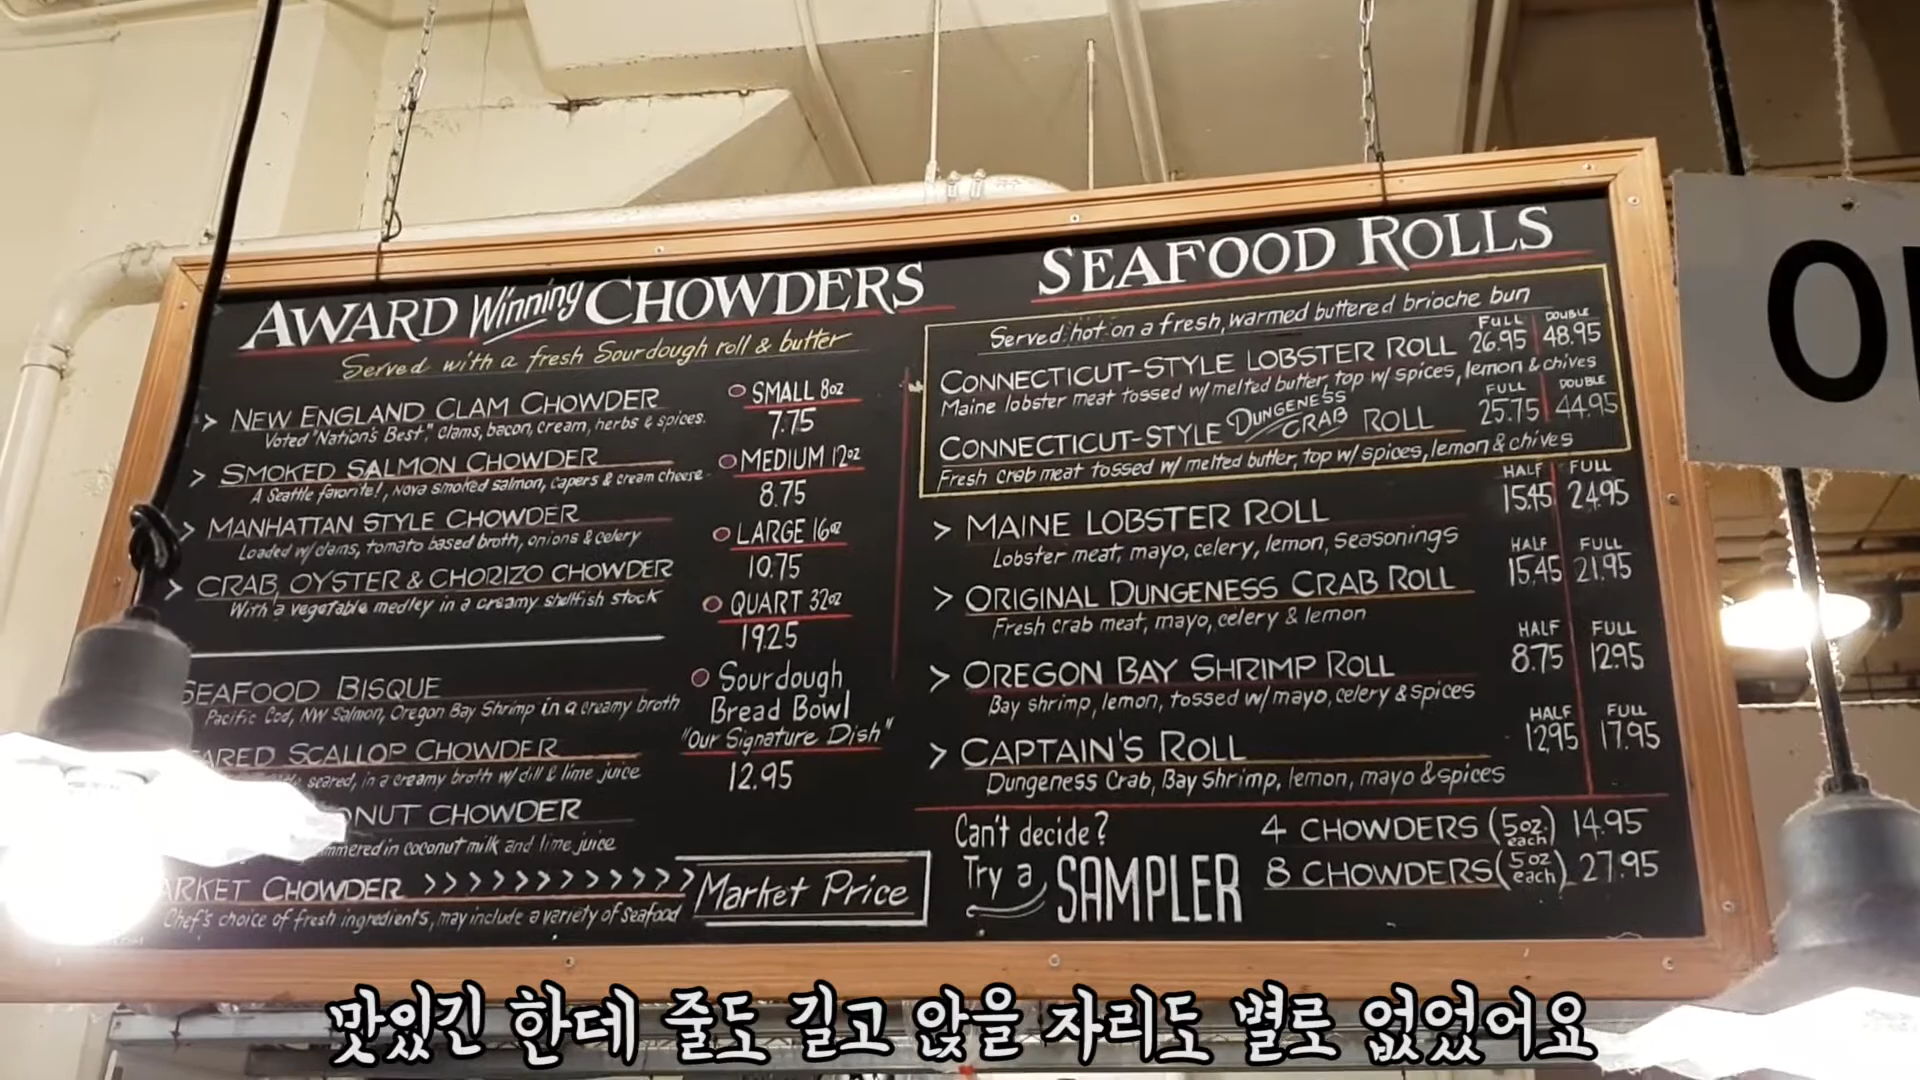 AWARD Winning CHOWDERS
Served with a fresh Sourdough roll & butter
> NEW ENGLAND CLAM CHOWDER
Voted "Nation's Best," clams, bacon, cream, herbs & spices.
> SMOKED SALMON CHOWDER
A Seattle favorite!, Nova smoked salmon, capers & cream cheese
> MANHATTAN STYLE CHOWDER
Loaded w/clams, tomato based broth, onions & celery
> CRAB, OYSTER & CHORIZO CHOWDER
With a vegetable medley in a creamy shellfish stock
SEAFOOD BISQUE
Pacific Cod, NW Salmon, Oregon Bay Shrimp in a creamy broth
ARED SCALLOP CHOWDER
seared, in a creamy broth w/ dill & lime juice
ONUT CHOWDER
mmered in coconut milk and lime juice
ARKET CHOWDER >>>>>>>>>>>> Market Price
Chef's choice of fresh ingredients, may include a variety of seafood
SMALL 8oz
7.75
MEDIUM 12oz
8.75
LARGE 16oz
10.75
QUART 32oz
19.25
Sourdough
Bread Bowl
"Our Signature Dish"
12.95
SEAFOOD ROLLS
Served hot on a fresh, warmed buttered brioche bun
FULL DOUBLE
CONNECTICUT-STYLE LOBSTER ROLL 26.95 48.95
Maine lobster meat tossed w/ melted butter, top w/ spices, lemon & chives
FULL DOUBLE
CONNECTICUT-STYLE DUNGENESS CRAB ROLL 25.75 44.95
Fresh crab meat tossed w/ melted butter, top w/ spices, lemon & chives
HALF FULL
> MAINE LOBSTER ROLL 15.45 24.95
Lobster meat, mayo, celery, lemon, seasonings
HALF FULL
> ORIGINAL DUNGENESS CRAB ROLL 15.45 21.95
Fresh crab meat, mayo, celery & lemon
HALF FULL
> OREGON BAY SHRIMP ROLL 8.75 12.95
Bay shrimp, lemon, tossed w/ mayo, celery & spices
HALF FULL
> CAPTAIN'S ROLL 12.95 17.95
Dungeness Crab, Bay Shrimp, lemon, mayo & spices
Can't decide?
Try a SAMPLER
4 CHOWDERS (5oz. each) 14.95
8 CHOWDERS (5oz each) 27.95
O
맛있긴 한데 줄도 길고 앉을 자리도 별로 없었어요